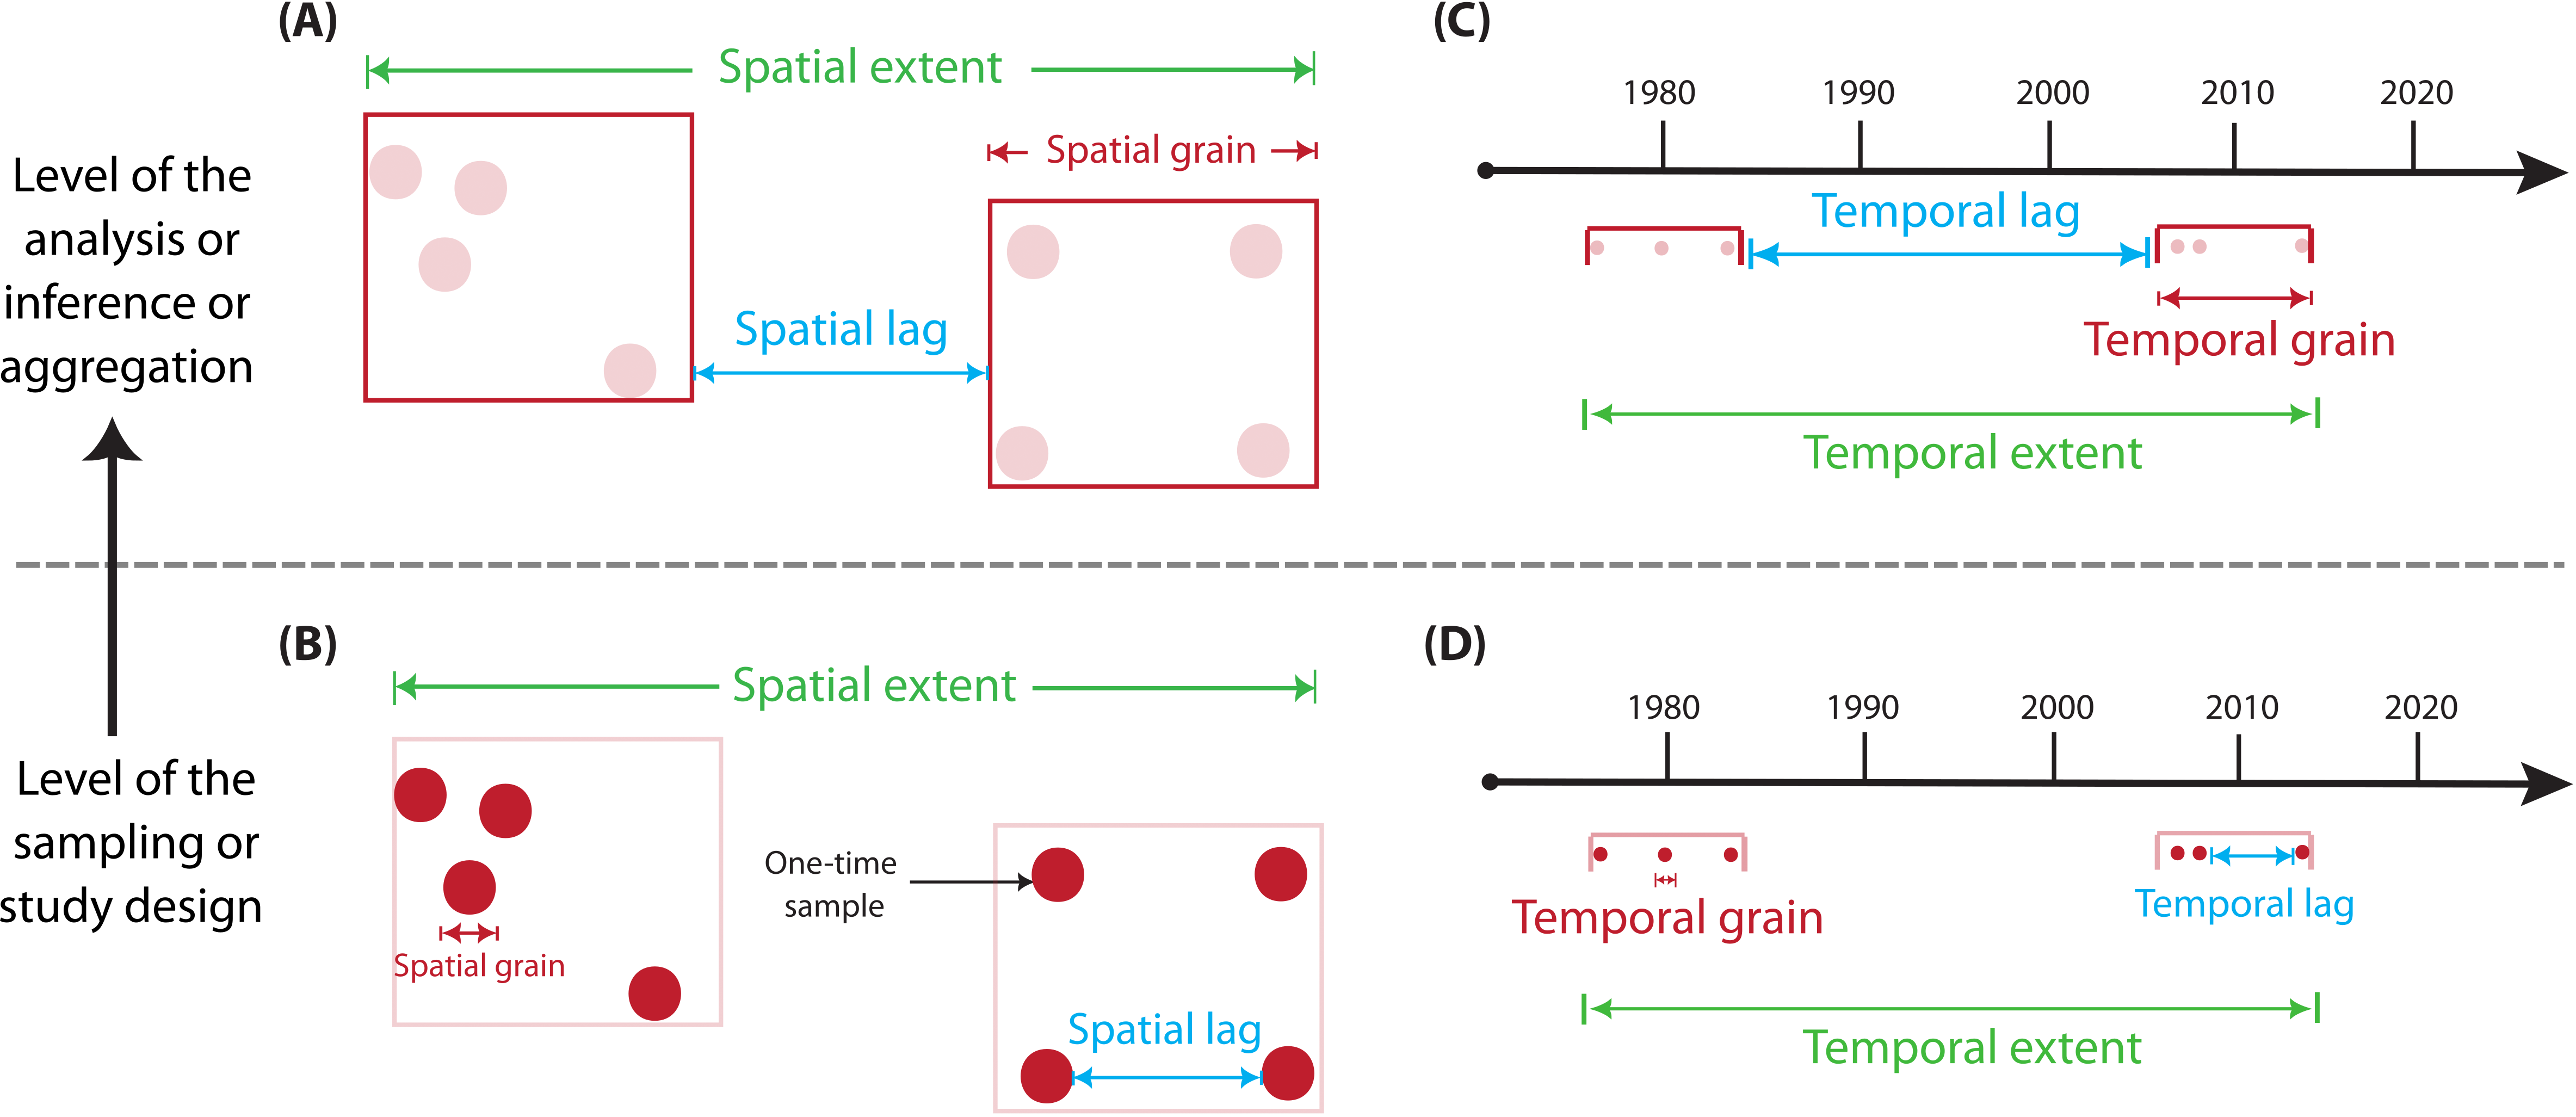 (A)
Spatial extent
Spatial grain
Spatial lag
Level of the
analysis or
inference or
aggregation
(C)
1980 1990 2000 2010 2020
Temporal lag
Temporal grain
Temporal extent
(B)
Spatial extent
Level of the
sampling or
study design
One-time
sample
Spatial grain
Spatial lag
(D)
1980 1990 2000 2010 2020
Temporal grain
Temporal lag
Temporal extent